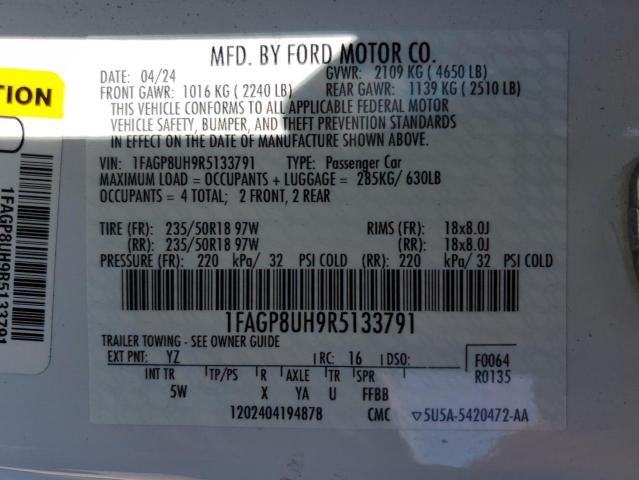 MFD. BY FORD MOTOR CO.
DATE: 04/24 GVWR: 2109 KG ( 4650 LB)
FRONT GAWR: 1016 KG ( 2240 LB) REAR GAWR: 1139 KG ( 2510 LB)
THIS VEHICLE CONFORMS TO ALL APPLICABLE FEDERAL MOTOR
VEHICLE SAFETY, BUMPER, AND THEFT PREVENTION STANDARDS
IN EFFECT ON THE DATE OF MANUFACTURE SHOWN ABOVE.
VIN: 1FAGP8UH9R5133791 TYPE: Passenger Car
MAXIMUM LOAD = OCCUPANTS + LUGGAGE = 285KG/ 630LB
OCCUPANTS = 4 TOTAL; 2 FRONT, 2 REAR
TIRE (FR): 235/50R18 97W RIMS (FR): 18x8.0J
(RR): 235/50R18 97W (RR): 18x8.0J
PRESSURE (FR): 220 kPa/ 32 PSI COLD (RR): 220 kPa/ 32 PSI COLD
1FAGP8UH9R5133791
TRAILER TOWING - SEE OWNER GUIDE
EXT PNT: YZ RC: 16 DSO: F0064
R0135
INT TR TP/PS R AXLE TR SPR
5W X YA U FFBB
1202404194878 CMC ▽5U5A-5420472-AA
TION
1FAGP8UH9R5133791